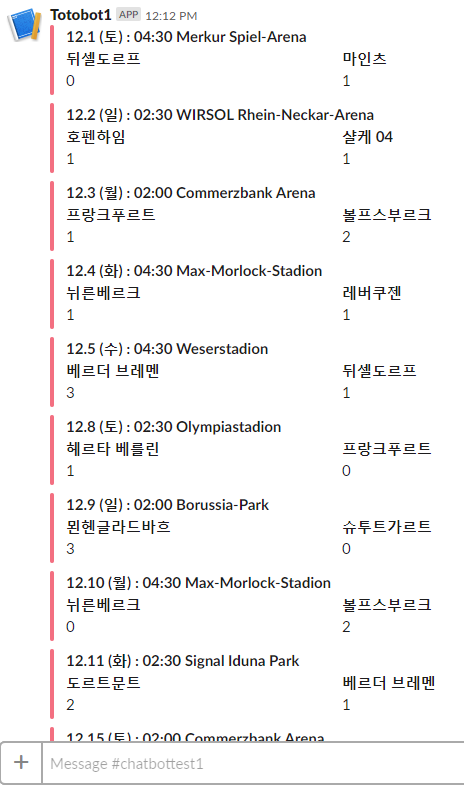 Totobot1 APP 12:12 PM
12.1 (토) : 04:30 Merkur Spiel-Arena
뒤셀도르프 마인츠
0 1
12.2 (일) : 02:30 WIRSOL Rhein-Neckar-Arena
호펜하임 샬케 04
1 1
12.3 (월) : 02:00 Commerzbank Arena
프랑크푸르트 볼프스부르크
1 2
12.4 (화) : 04:30 Max-Morlock-Stadion
뉘른베르크 레버쿠젠
1 1
12.5 (수) : 04:30 Weserstadion
베르더 브레멘 뒤셀도르프
3 1
12.8 (토) : 02:30 Olympiastadion
헤르타 베를린 프랑크푸르트
1 0
12.9 (일) : 02:00 Borussia-Park
묀헨글라드바흐 슈투트가르트
3 0
12.10 (월) : 04:30 Max-Morlock-Stadion
뉘른베르크 볼프스부르크
0 2
12.11 (화) : 02:30 Signal Iduna Park
도르트문트 베르더 브레멘
2 1
12.15 (토) : 02:00 Commerzbank Arena
+ Message #chatbottest1